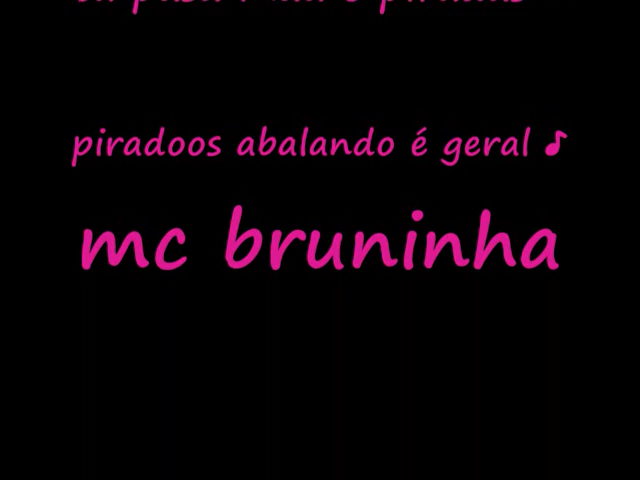 piradoos abalando é geral ♪
mc bruninha